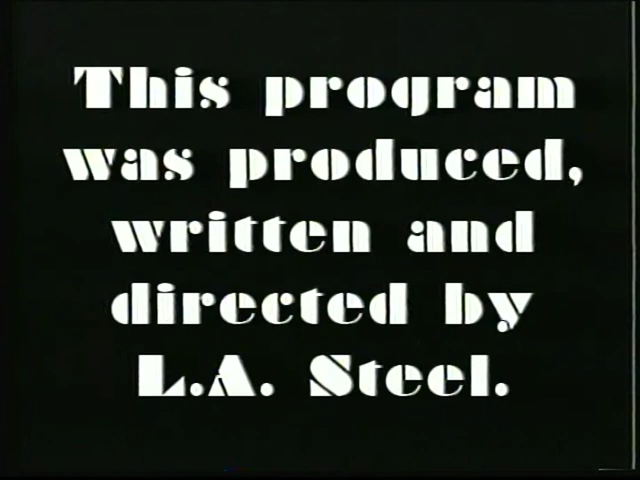 This program
was produced,
written and
directed by
L.A. Steel.